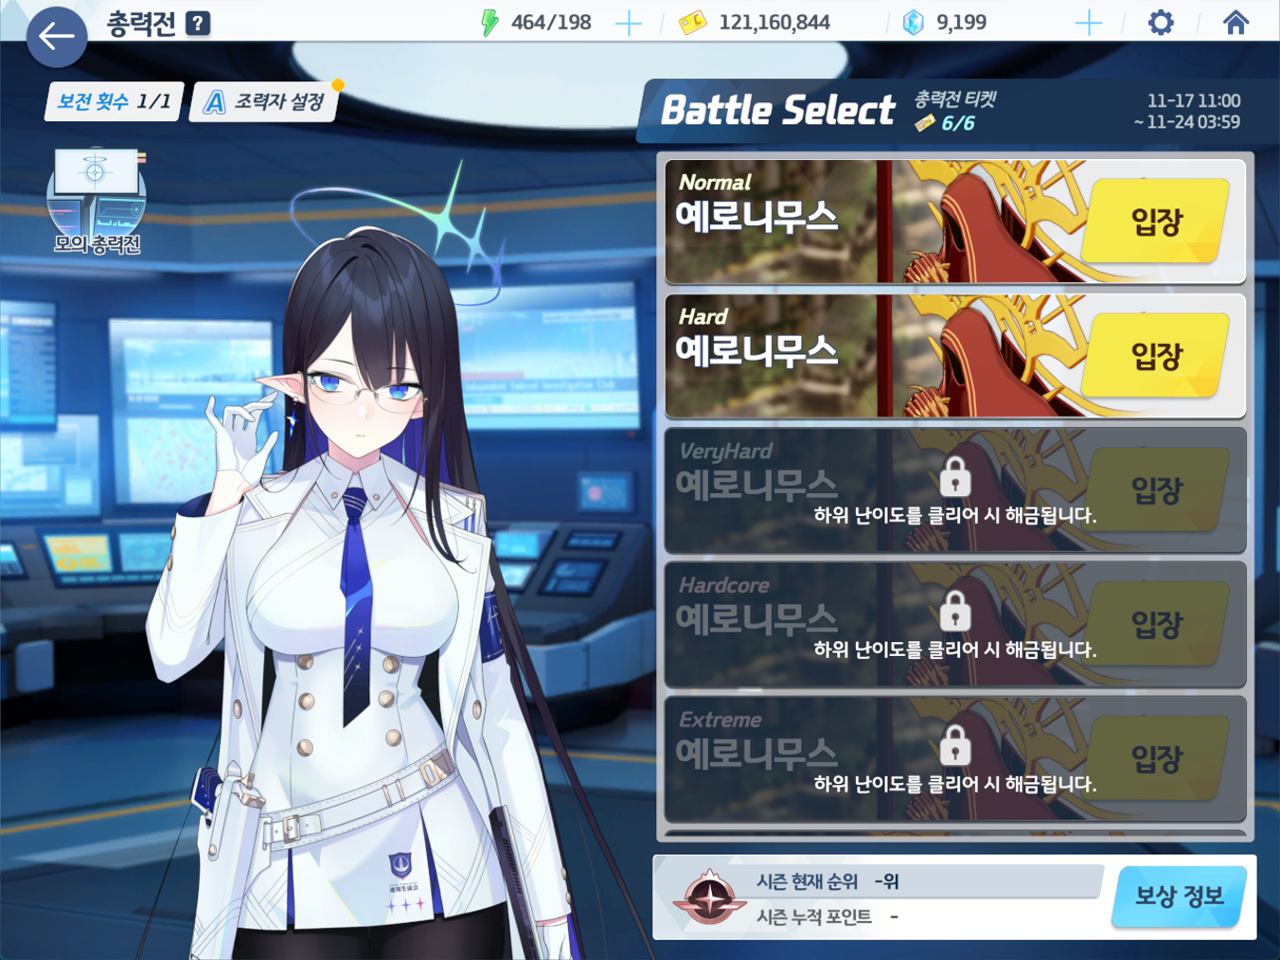 총력전 ?
464/198
121,160,844
9,199
보전 횟수 1/1
A 조력자 설정
모의 총력전
Battle Select
총력전 티켓
6/6
11-17 11:00
~ 11-24 03:59
Normal
예로니무스
입장
Hard
예로니무스
입장
VeryHard
예로니무스
입장
하위 난이도를 클리어 시 해금됩니다.
Hardcore
예로니무스
입장
하위 난이도를 클리어 시 해금됩니다.
Extreme
예로니무스
입장
하위 난이도를 클리어 시 해금됩니다.
시즌 현재 순위 -위
시즌 누적 포인트 -
보상 정보